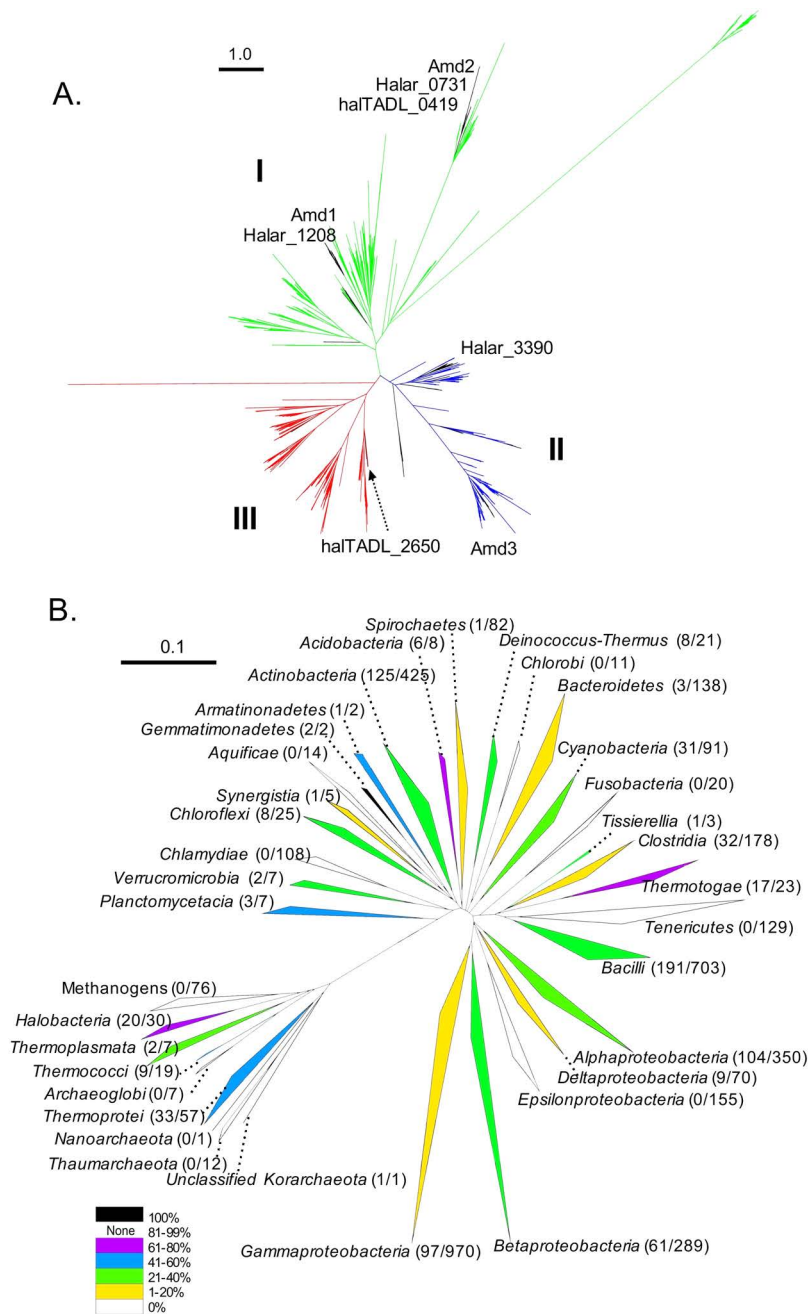 A.
1.0
Amd2
Halar_0731
halTADL_0419
I
Amd1
Halar_1208
Halar_3390
II
III
halTADL_2650
Amd3
B.
0.1
Spirochaetes (1/82)
Acidobacteria (6/8)
Deinococcus-Thermus (8/21)
Chlorobi (0/11)
Actinobacteria (125/425)
Bacteroidetes (3/138)
Armatinonadetes (1/2)
Gemmatimonadetes (2/2)
Aquificae (0/14)
Cyanobacteria (31/91)
Fusobacteria (0/20)
Synergistia (1/5)
Chloroflexi (8/25)
Tissierellia (1/3)
Clostridia (32/178)
Chlamydiae (0/108)
Verrucromicrobia (2/7)
Thermotogae (17/23)
Planctomycetacia (3/7)
Tenericutes (0/129)
Bacilli (191/703)
Methanogens (0/76)
Halobacteria (20/30)
Thermoplasmata (2/7)
Thermococci (9/19)
Archaeoglobi (0/7)
Thermoprotei (33/57)
Nanoarchaeota (0/1)
Thaumarchaeota (0/12)
Unclassified Korarchaeota (1/1)
Alphaproteobacteria (104/350)
Deltaproteobacteria (9/70)
Epsilonproteobacteria (0/155)
Gammaproteobacteria (97/970)
Betaproteobacteria (61/289)
100%
None 81-99%
61-80%
41-60%
21-40%
1-20%
0%